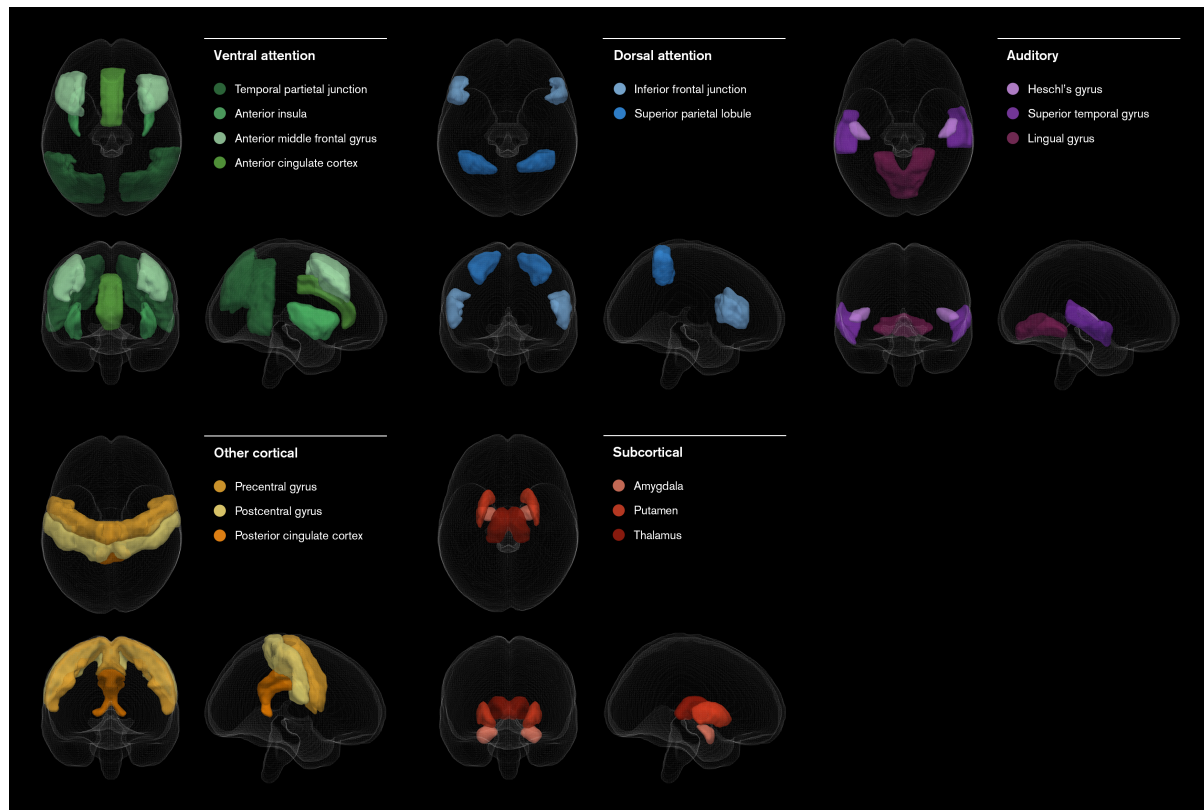 Ventral attention
Temporal partietal junction
Anterior insula
Anterior middle frontal gyrus
Anterior cingulate cortex
Dorsal attention
Inferior frontal junction
Superior parietal lobule
Auditory
Heschl's gyrus
Superior temporal gyrus
Lingual gyrus
Other cortical
Precentral gyrus
Postcentral gyrus
Posterior cingulate cortex
Subcortical
Amygdala
Putamen
Thalamus